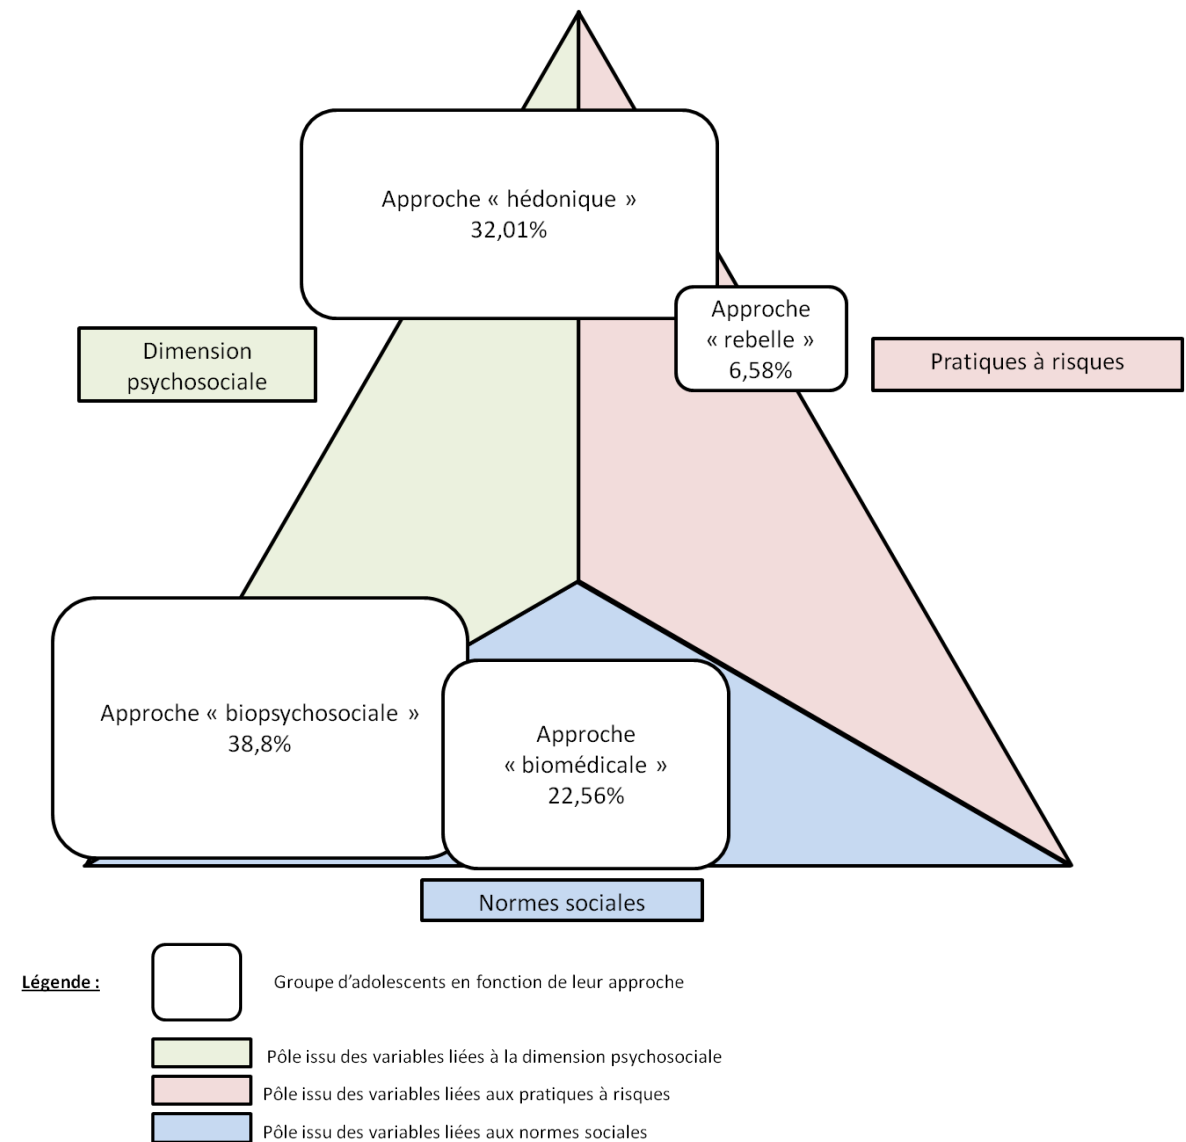 Approche « hédonique »
32,01%
Approche
« rebelle »
6,58%
Dimension
psychosociale
Pratiques à risques
Approche « biopsychosociale »
38,8%
Approche
« biomédicale »
22,56%
Normes sociales
Légende :
Groupe d’adolescents en fonction de leur approche
Pôle issu des variables liées à la dimension psychosociale
Pôle issu des variables liées aux pratiques à risques
Pôle issu des variables liées aux normes sociales